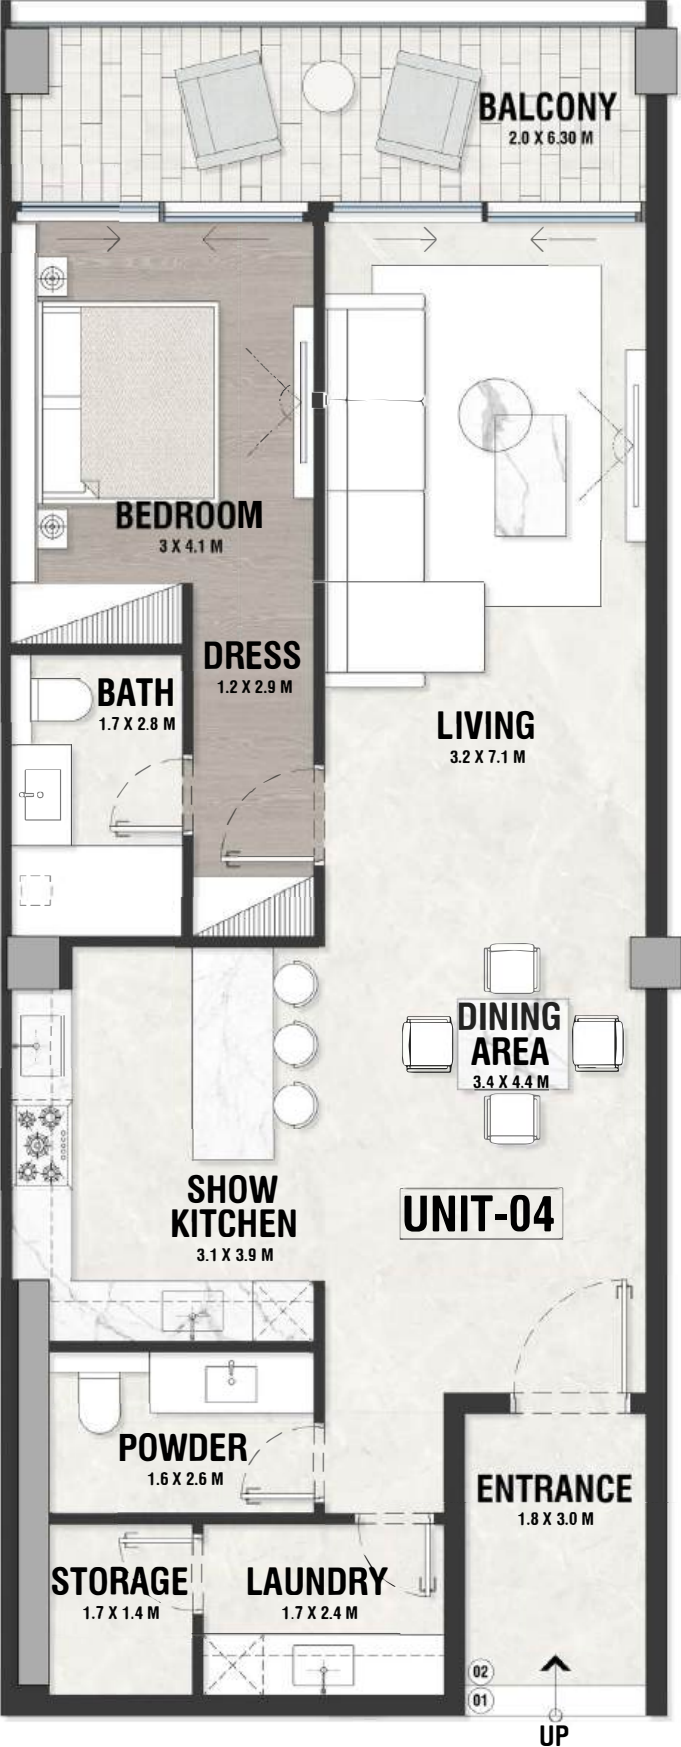 BALCONY
2.0 X 6.30 M
BEDROOM
3 X 4.1 M
DRESS
1.2 X 2.9 M
BATH
1.7 X 2.8 M
LIVING
3.2 X 7.1 M
DINING
AREA
3.4 X 4.4 M
SHOW
KITCHEN
3.1 X 3.9 M
UNIT-04
POWDER
1.6 X 2.6 M
ENTRANCE
1.8 X 3.0 M
STORAGE
1.7 X 1.4 M
LAUNDRY
1.7 X 2.4 M
02
01
UP